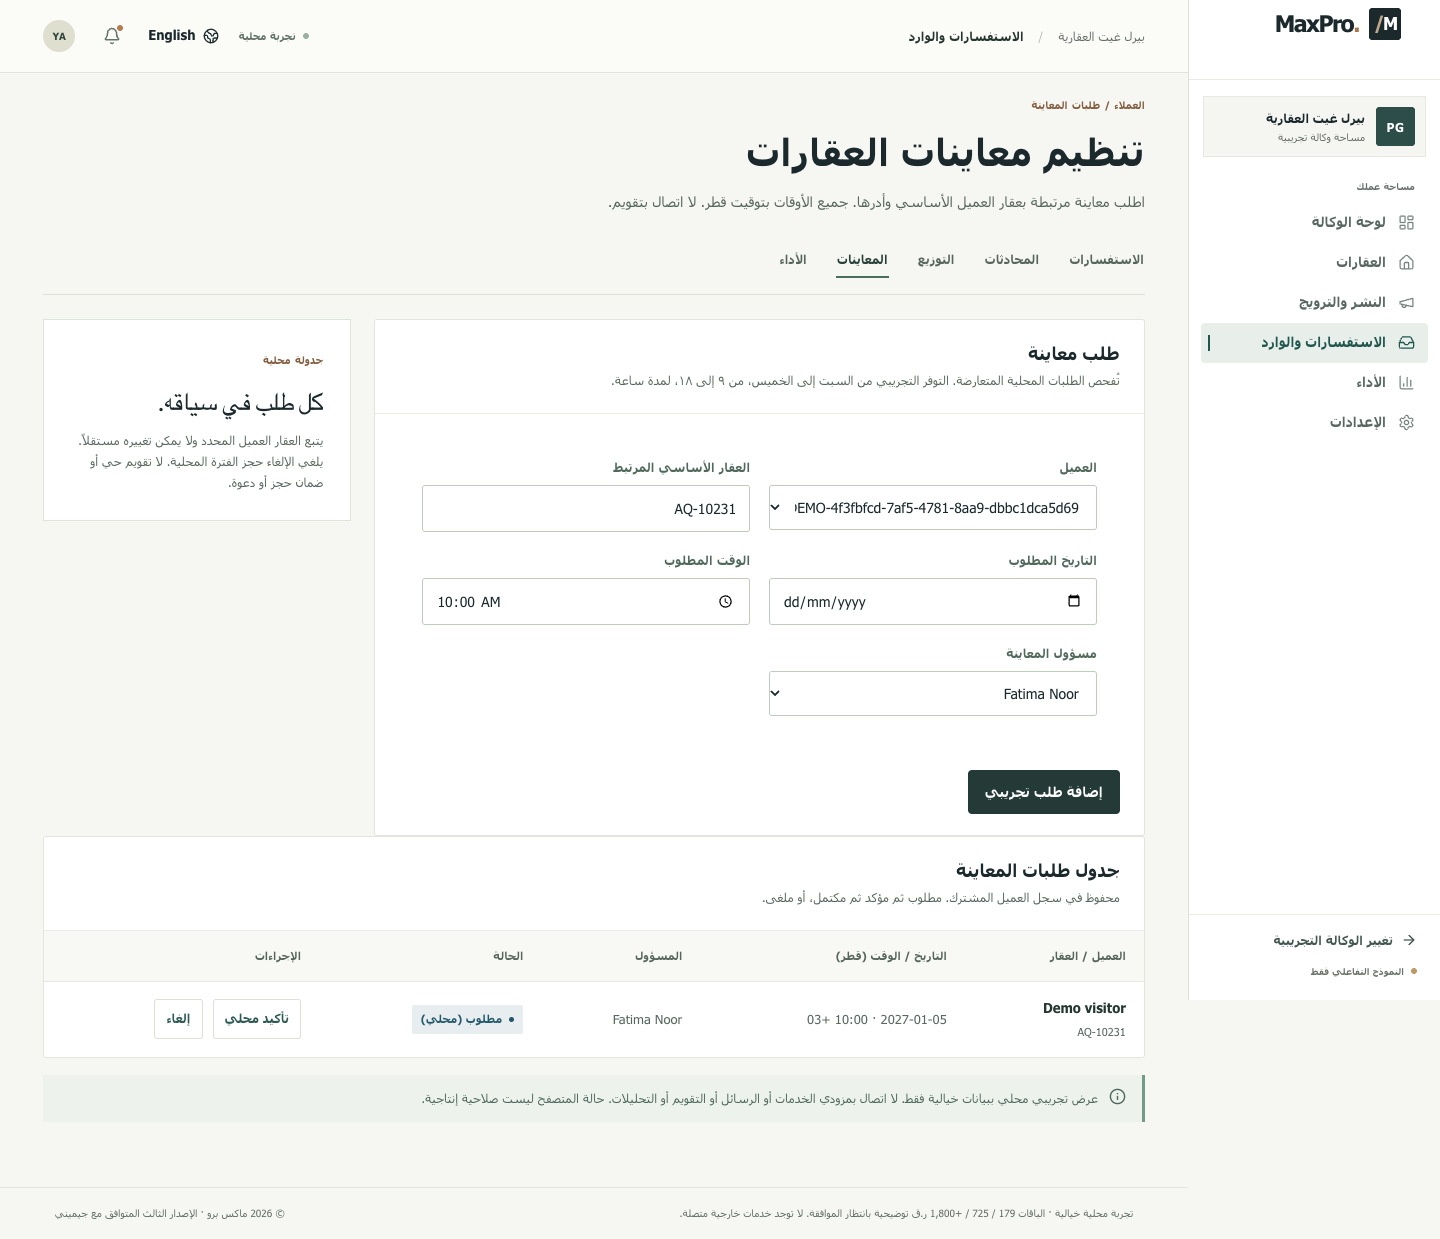 MaxPro. /M
PG
بيرل غيت العقارية
مساحة وكالة تجريبية
مساحة عملك
لوحة الوكالة
العقارات
النشر والترويج
الاستفسارات والوارد
الأداء
الإعدادات
تغيير الوكالة التجريبية
النموذج التفاعلي فقط
بيرل غيت العقارية / الاستفسارات والوارد
تجربة محلية
English
YA
العملاء / طلبات المعاينة
تنظيم معاينات العقارات
اطلب معاينة مرتبطة بعقار العميل الأساسي وأدرها. جميع الأوقات بتوقيت قطر. لا اتصال بتقويم.
الاستفسارات
المحادثات
التوزيع
المعاينات
الأداء
طلب معاينة
تُفحص الطلبات المحلية المتعارضة. التوفر التجريبي من السبت إلى الخميس، من ٩ إلى ١٨، لمدة ساعة.
العميل
EMO-4f3fbfcd-7af5-4781-8aa9-dbbc1dca5d69
العقار الأساسي المرتبط
AQ-10231
التاريخ المطلوب
dd/mm/yyyy
الوقت المطلوب
10:00 AM
مسؤول المعاينة
Fatima Noor
إضافة طلب تجريبي
جدولة محلية
كل طلب في سياقه.
يتبع العقار العميل المحدد ولا يمكن تغييره مستقلاً.
يلغي الإلغاء حجز الفترة المحلية. لا تقويم حي أو
ضمان حجز أو دعوة.
جدول طلبات المعاينة
محفوظ في سجل العميل المشترك. مطلوب ثم مؤكد ثم مكتمل، أو ملغى.
العميل / العقار
التاريخ / الوقت (قطر)
المسؤول
الحالة
الإجراءات
Demo visitor
AQ-10231
2027-01-05 · 10:00 +03
Fatima Noor
مطلوب (محلي)
تأكيد محلي
إلغاء
عرض تجريبي محلي ببيانات خيالية فقط. لا اتصال بمزودي الخدمات أو الرسائل أو التقويم أو التحليلات. حالة المتصفح ليست صلاحية إنتاجية.
تجربة محلية خيالية · الباقات 179 / 725 / +1,800 ر.ق توضيحية بانتظار الموافقة. لا توجد خدمات خارجية متصلة.
© 2026 ماكس برو · الإصدار الثالث المتوافق مع جيميني